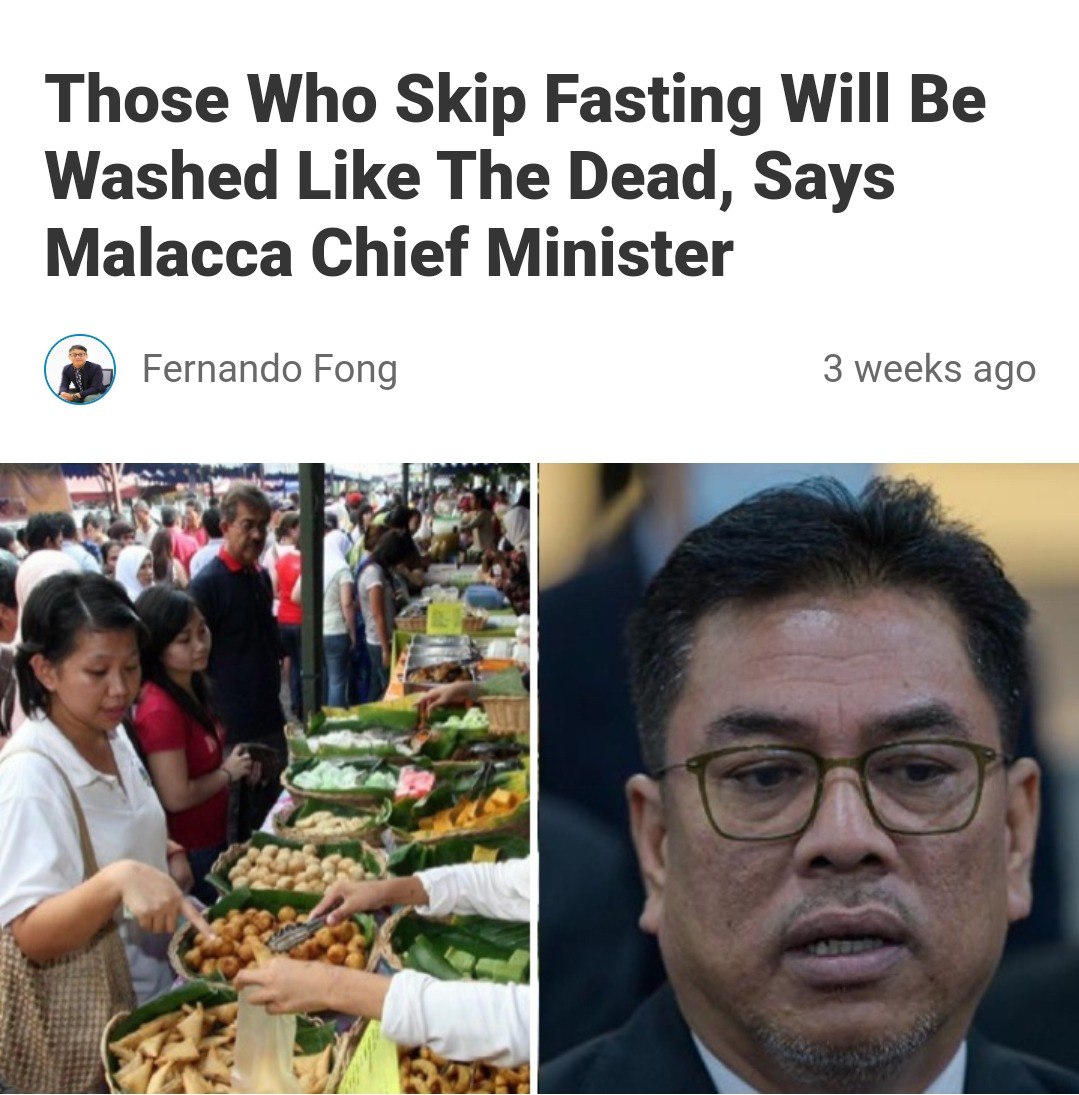 Those Who Skip Fasting Will Be
Washed Like The Dead, Says
Malacca Chief Minister
Fernando Fong
3 weeks ago